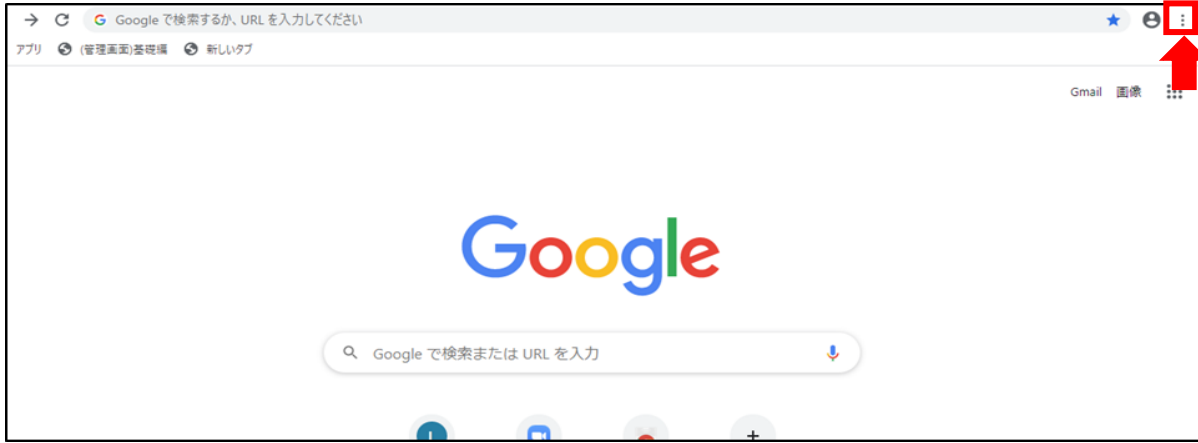 Google で検索するか、URL を入力してください
アプリ (管理画面)基礎編 新しいタブ
Gmail 画像
Google
Google で検索または URL を入力